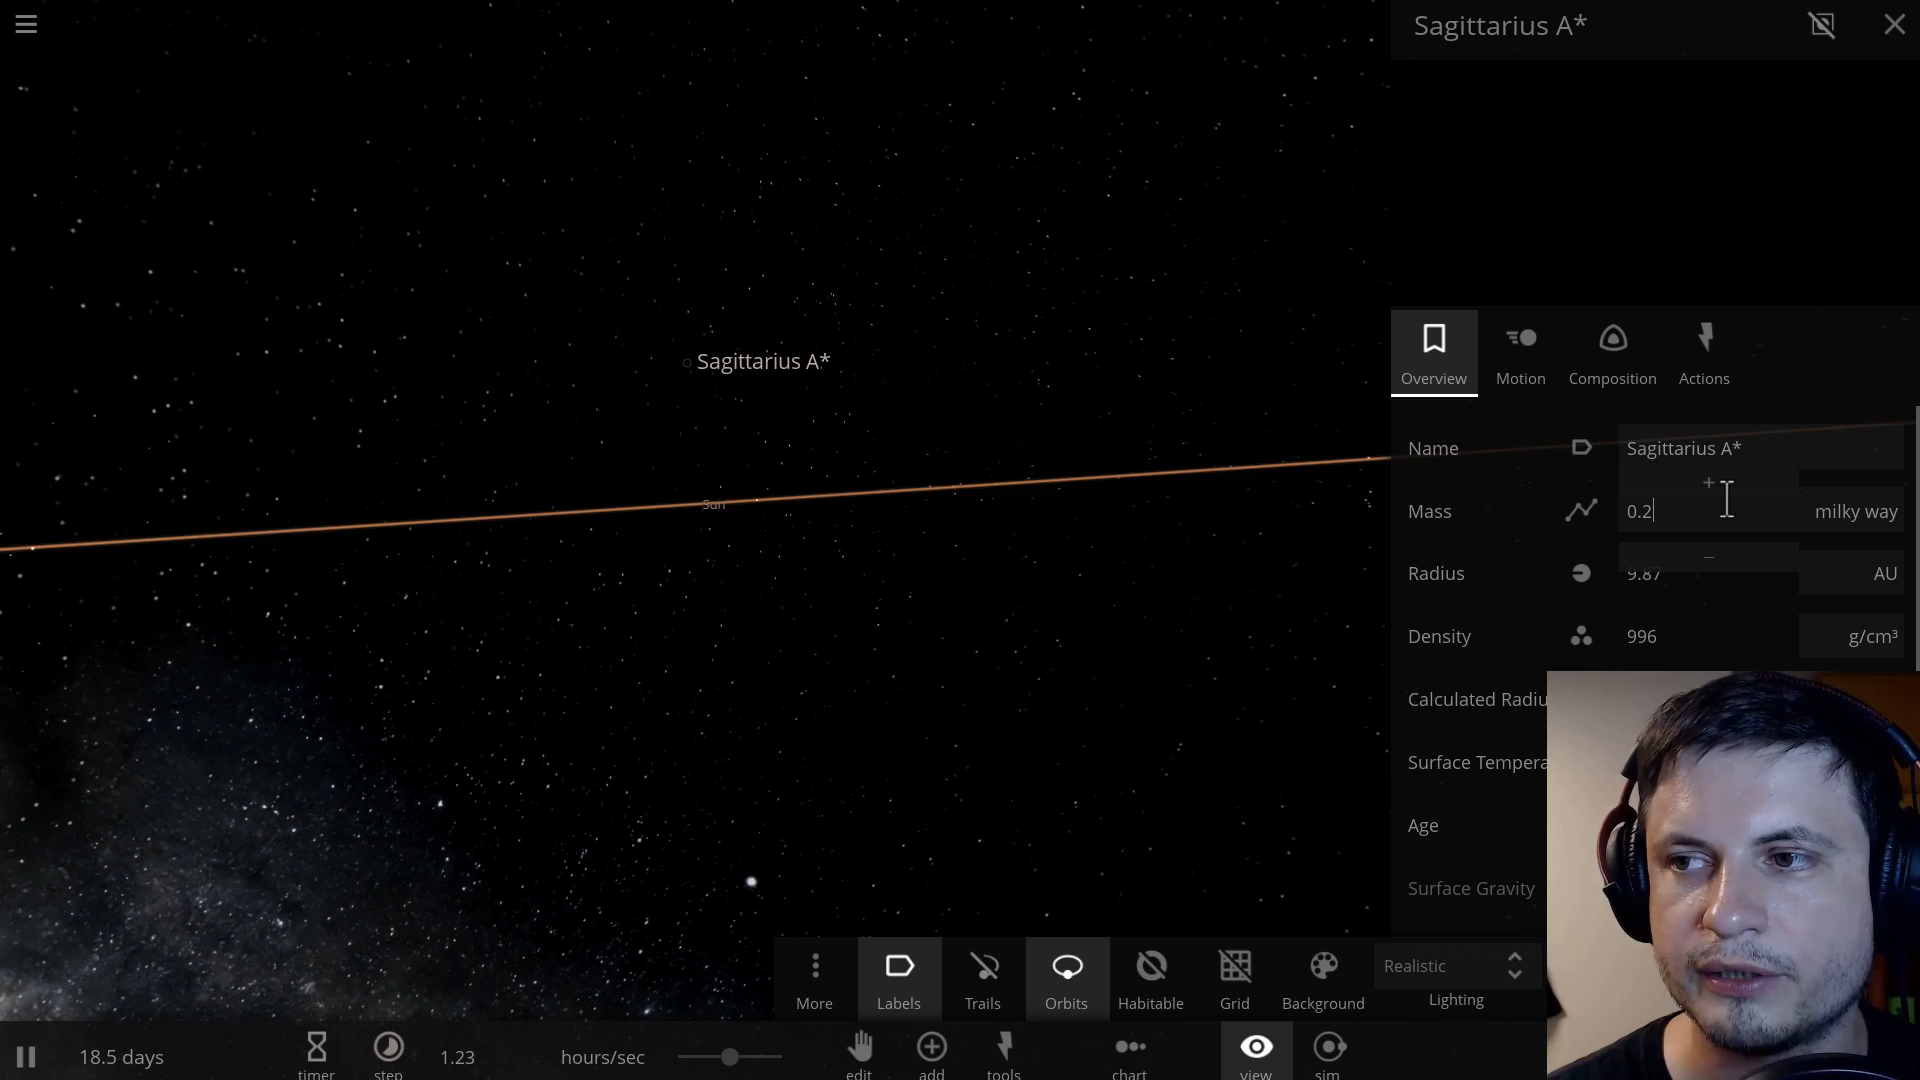 Sagittarius A*
Sagittarius A*
Sun
Overview
Motion
Composition
Actions
Name
Sagittarius A*
+
Mass
0.2
milky way
–
Radius
9.87
AU
Density
996
g/cm³
Calculated Radiu
Surface Tempera
Age
Surface Gravity
More
Labels
Trails
Orbits
Habitable
Grid
Background
Realistic
Lighting
18.5 days
timer
step
1.23
hours/sec
edit
add
tools
chart
view
sim